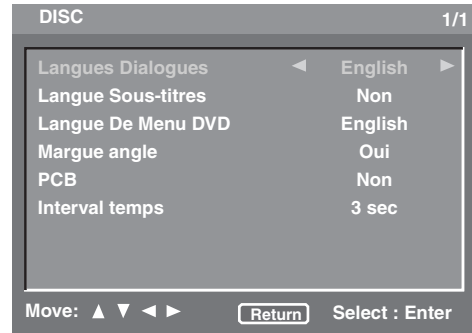 DISC 1/1
Langues Dialogues ◄ English ►
Langue Sous-titres Non
Langue De Menu DVD English
Margue angle Oui
PCB Non
Interval temps 3 sec
Move: ▲ ▼ ◄ ► Return Select : Enter